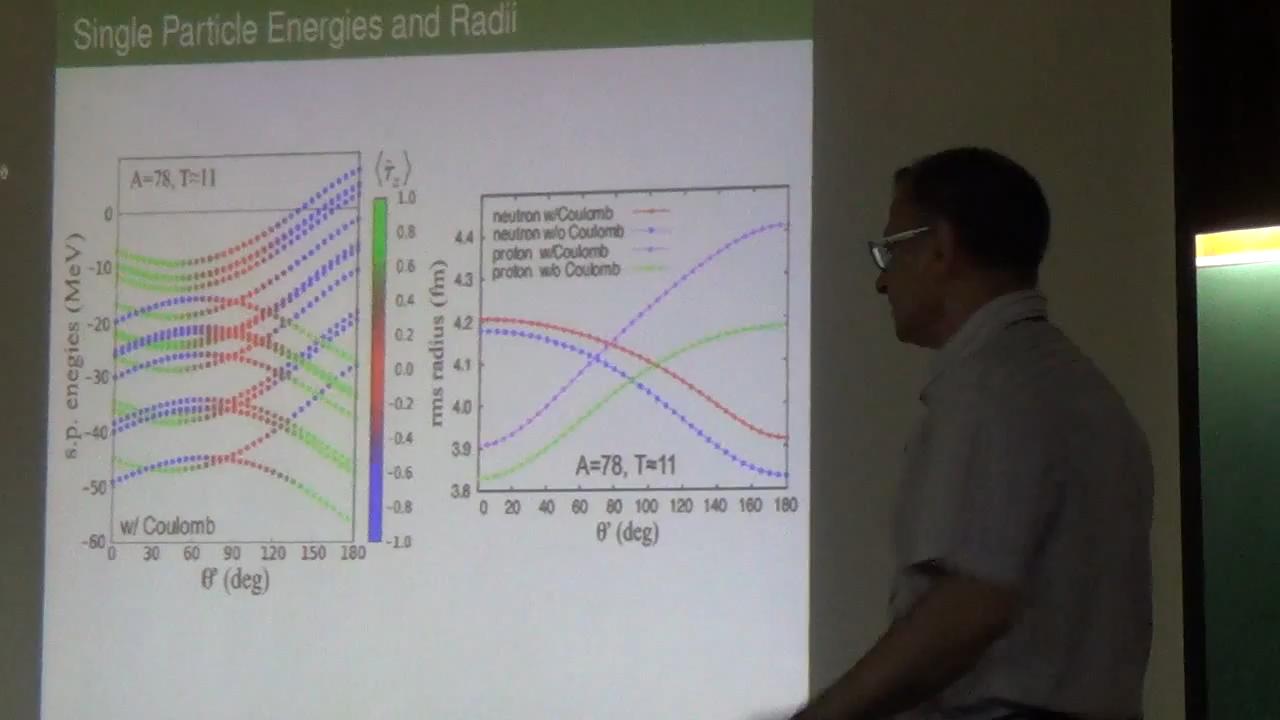 Single Particle Energies and Radii
A=78, T≈11
0
-10
-20
-30
-40
-50
-60
s.p. enegies (MeV)
w/ Coulomb
0 30 60 90 120 150 180
θ' (deg)
⟨τ̂z⟩
1.0
0.8
0.6
0.4
0.2
0.0
-0.2
-0.4
-0.6
-0.8
-1.0
neutron w/Coulomb
neutron w/o Coulomb
proton w/Coulomb
proton w/o Coulomb
4.4
4.3
4.2
4.1
4.0
3.9
3.8
rms radius (fm)
A=78, T≈11
0 20 40 60 80 100 120 140 160 180
θ' (deg)